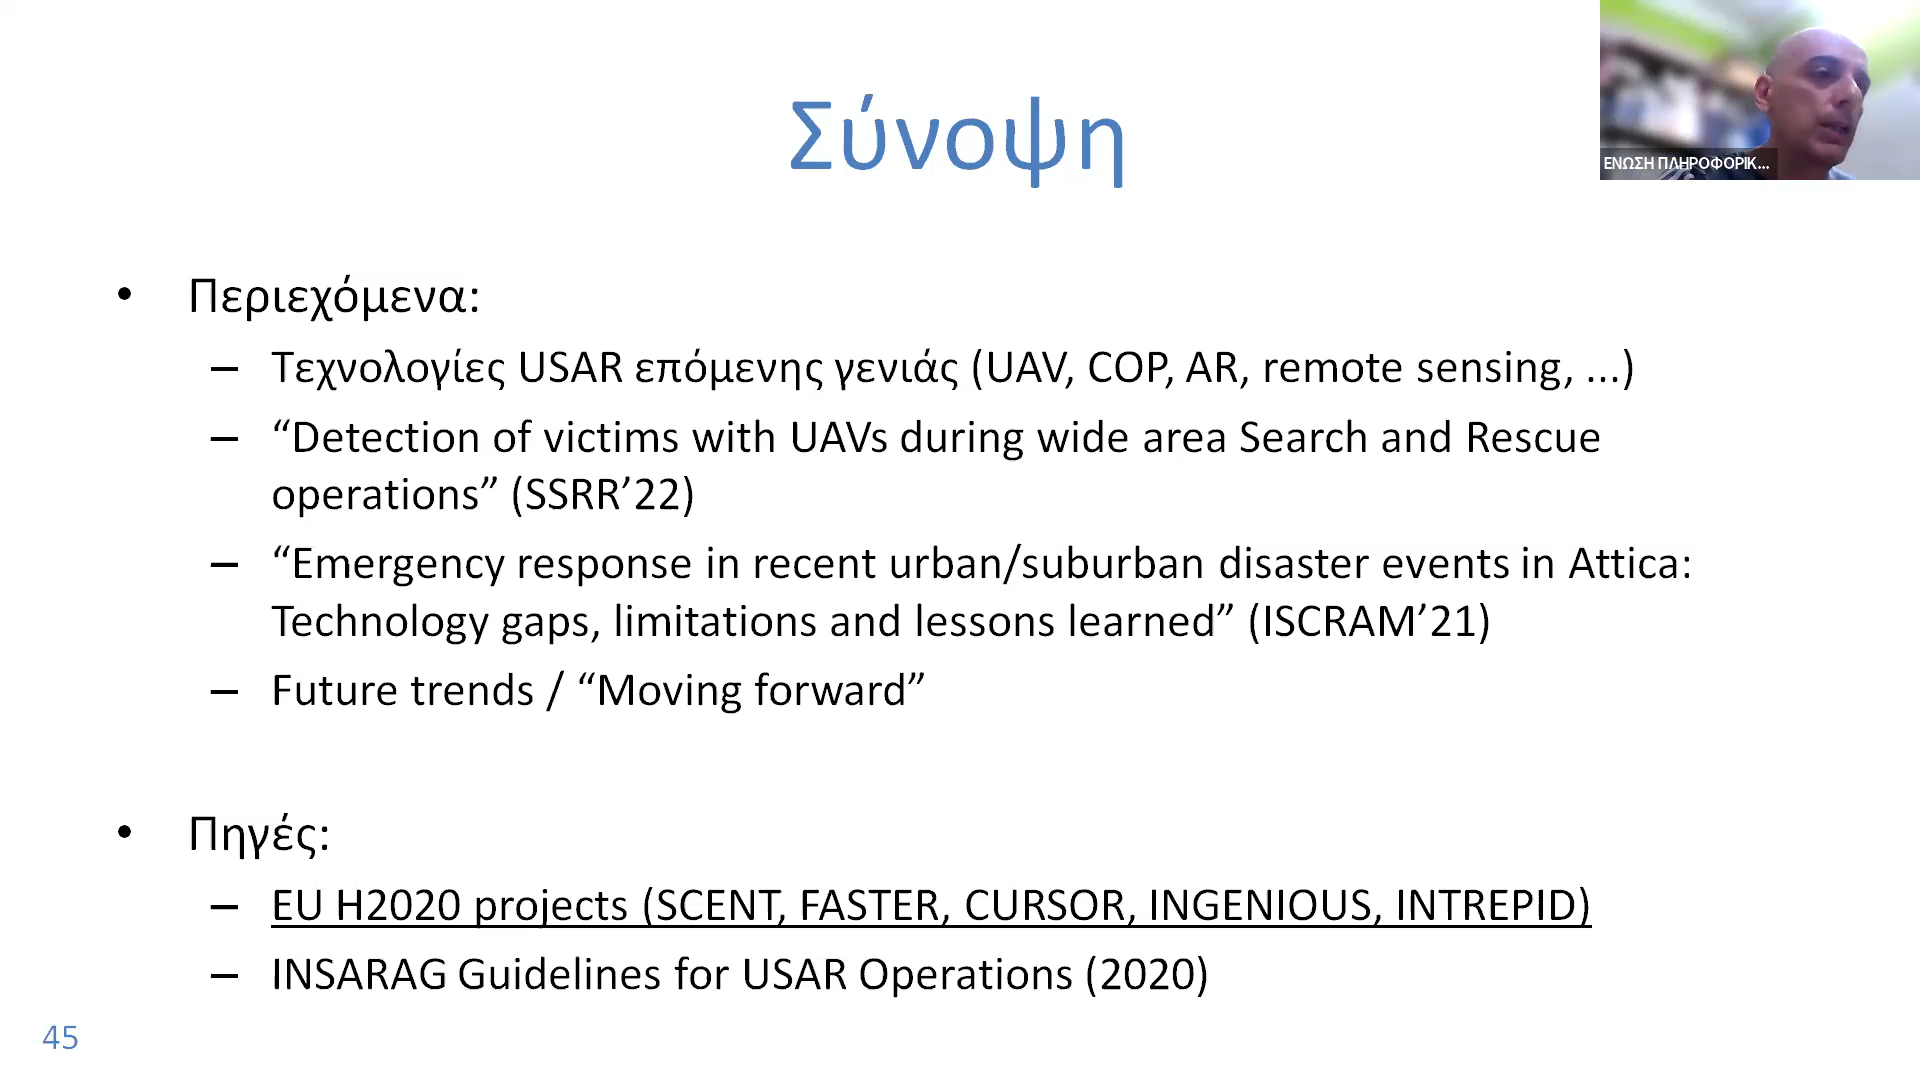 Σύνοψη
ΕΝΩΣΗ ΠΛΗΡΟΦΟΡΙΚ...
• Περιεχόμενα:
– Τεχνολογίες USAR επόμενης γενιάς (UAV, COP, AR, remote sensing, ...)
– “Detection of victims with UAVs during wide area Search and Rescue
operations” (SSRR’22)
– “Emergency response in recent urban/suburban disaster events in Attica:
Technology gaps, limitations and lessons learned” (ISCRAM’21)
– Future trends / “Moving forward”
• Πηγές:
– EU H2020 projects (SCENT, FASTER, CURSOR, INGENIOUS, INTREPID)
– INSARAG Guidelines for USAR Operations (2020)
45